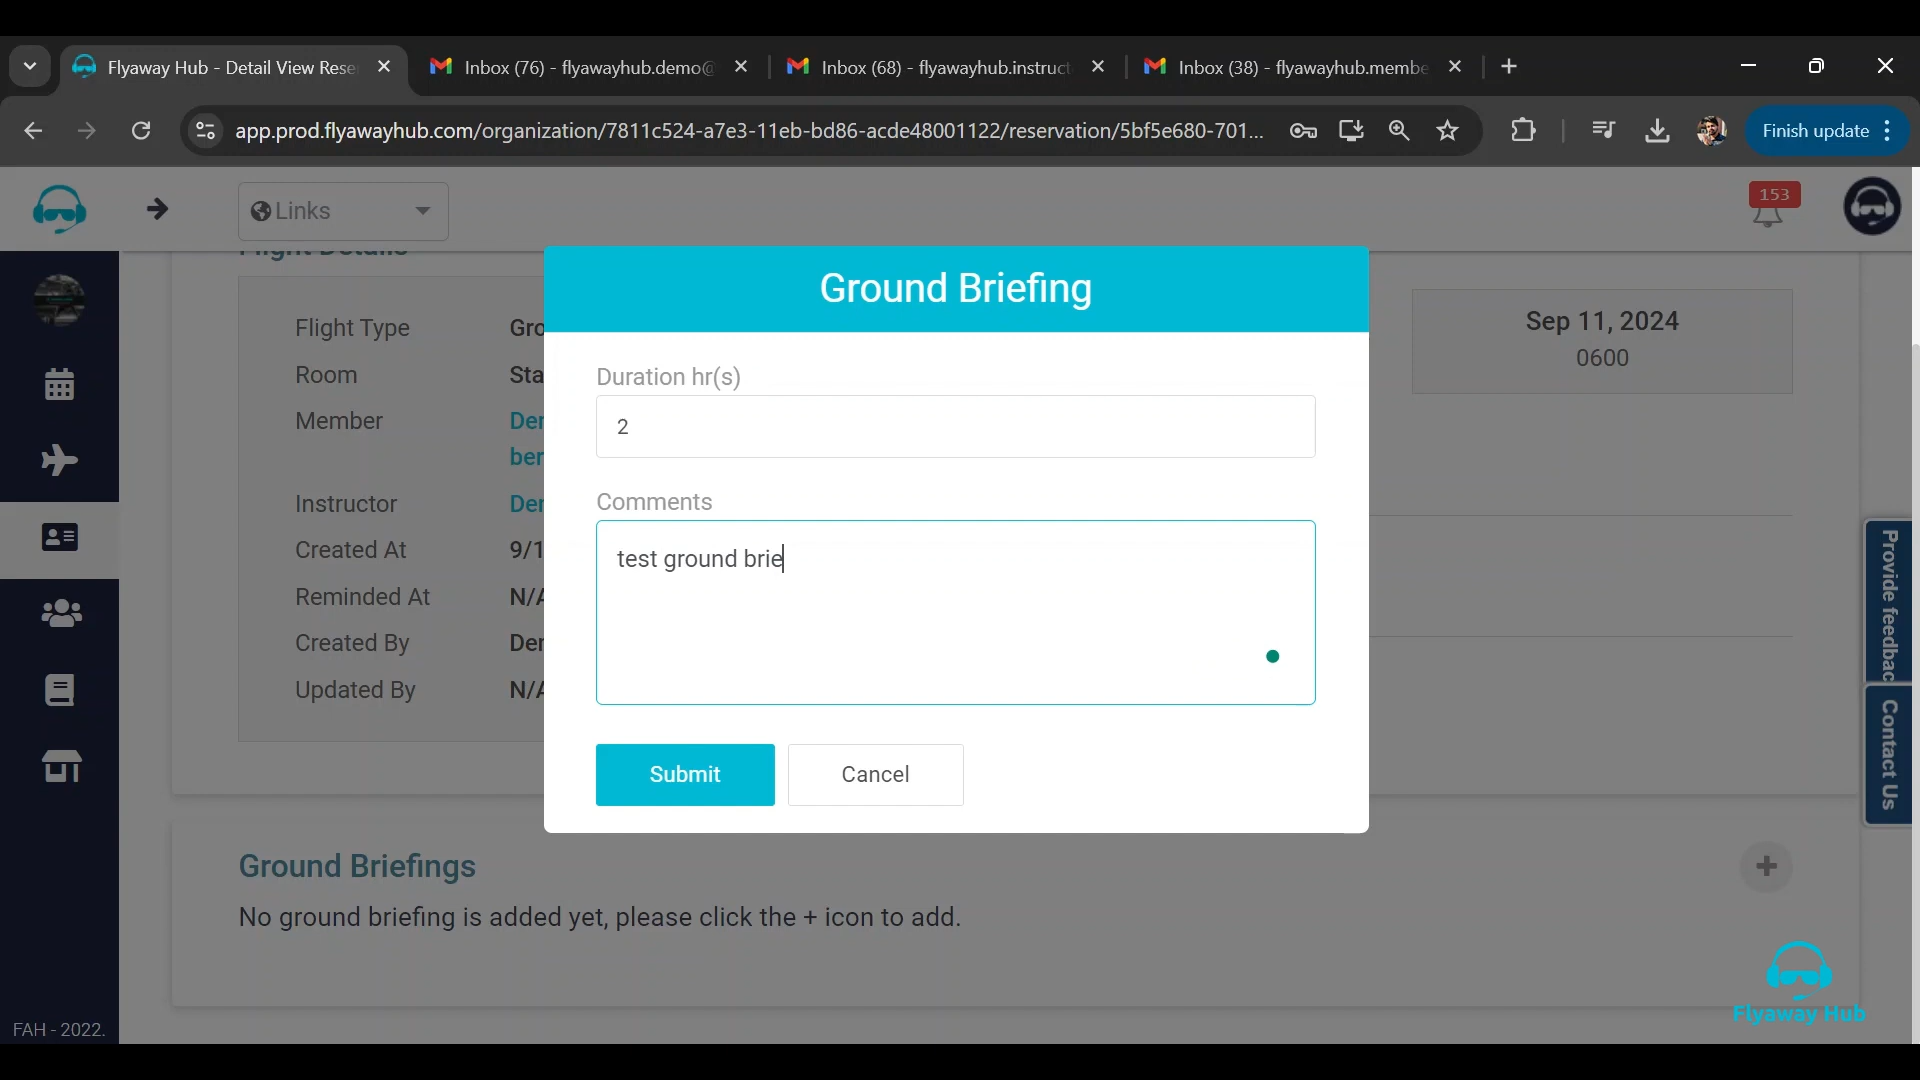 Flyaway Hub - Detail View Rese
Inbox (76) - flyawayhub.demo@
Inbox (68) - flyawayhub.instruct
Inbox (38) - flyawayhub.membe
app.prod.flyawayhub.com/organization/7811c524-a7e3-11eb-bd86-acde48001122/reservation/5bf5e680-701...
Finish update
Links
153
Flight Details
Ground Briefing
Flight Type Gro
Room Sta
Member Der
ber
Instructor Der
Created At 9/1
Reminded At N/A
Created By Der
Updated By N/A
Sep 11, 2024
0600
Duration hr(s)
2
Comments
test ground brie
Submit
Cancel
Provide feedbac
Contact Us
Ground Briefings
No ground briefing is added yet, please click the + icon to add.
Flyaway Hub
FAH - 2022.